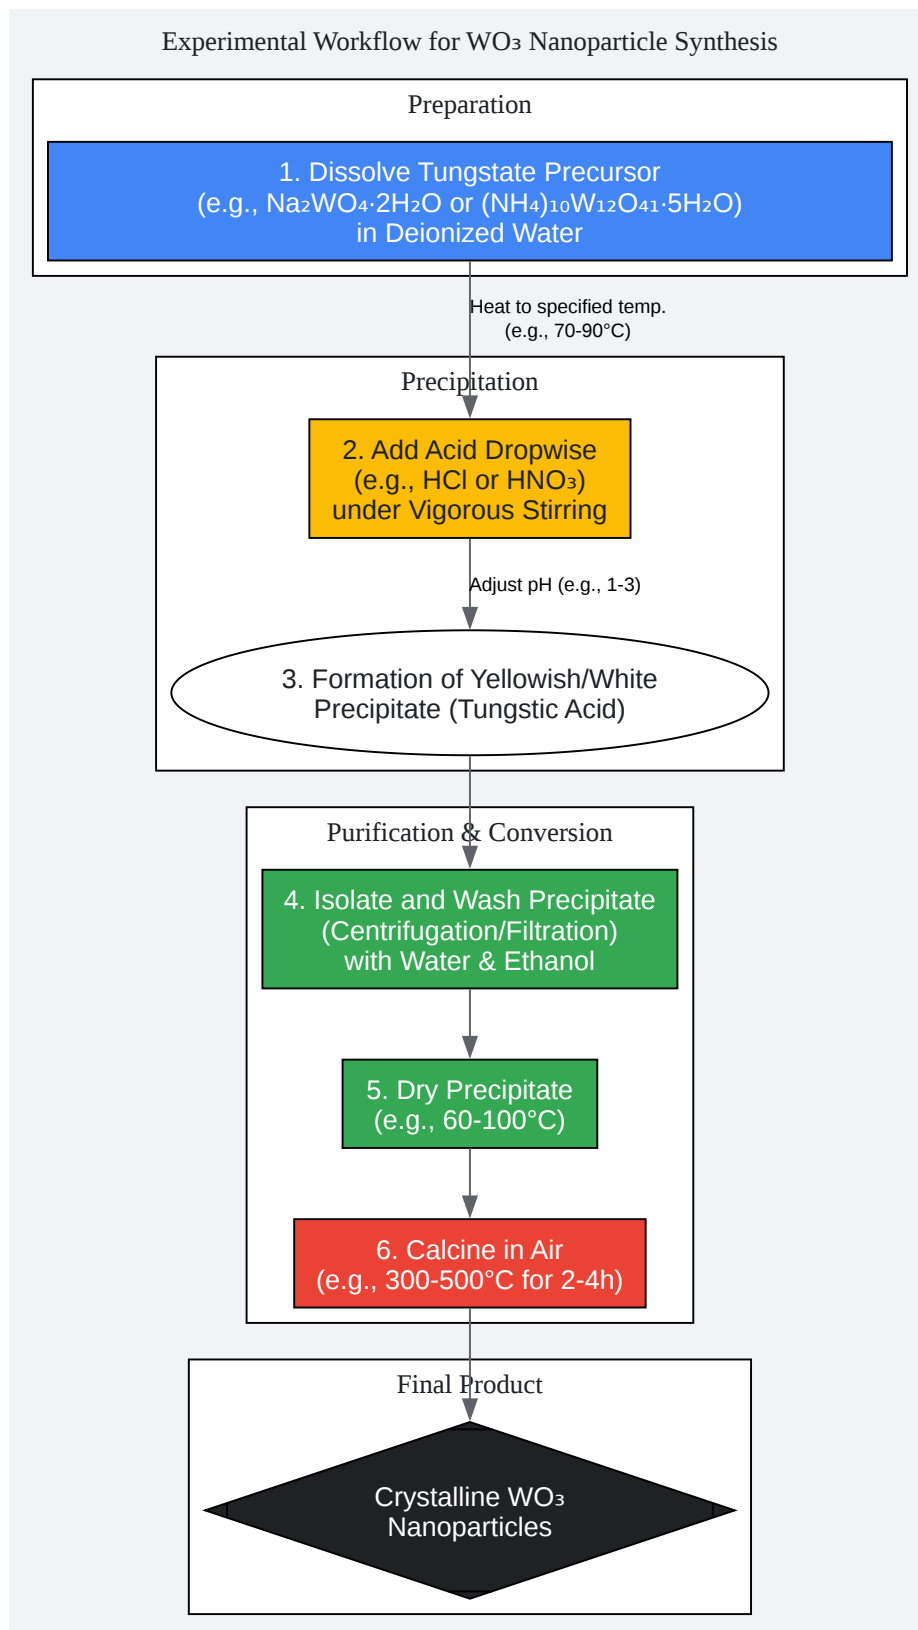 Experimental Workflow for WO₃ Nanoparticle Synthesis
Preparation
1. Dissolve Tungstate Precursor
(e.g., Na₂WO₄·2H₂O or (NH₄)₁₀W₁₂O₄₁·5H₂O)
in Deionized Water
Heat to specified temp.
(e.g., 70-90°C)
Precipitation
2. Add Acid Dropwise
(e.g., HCl or HNO₃)
under Vigorous Stirring
Adjust pH (e.g., 1-3)
3. Formation of Yellowish/White
Precipitate (Tungstic Acid)
Purification & Conversion
4. Isolate and Wash Precipitate
(Centrifugation/Filtration)
with Water & Ethanol
5. Dry Precipitate
(e.g., 60-100°C)
6. Calcine in Air
(e.g., 300-500°C for 2-4h)
Final Product
Crystalline WO₃
Nanoparticles